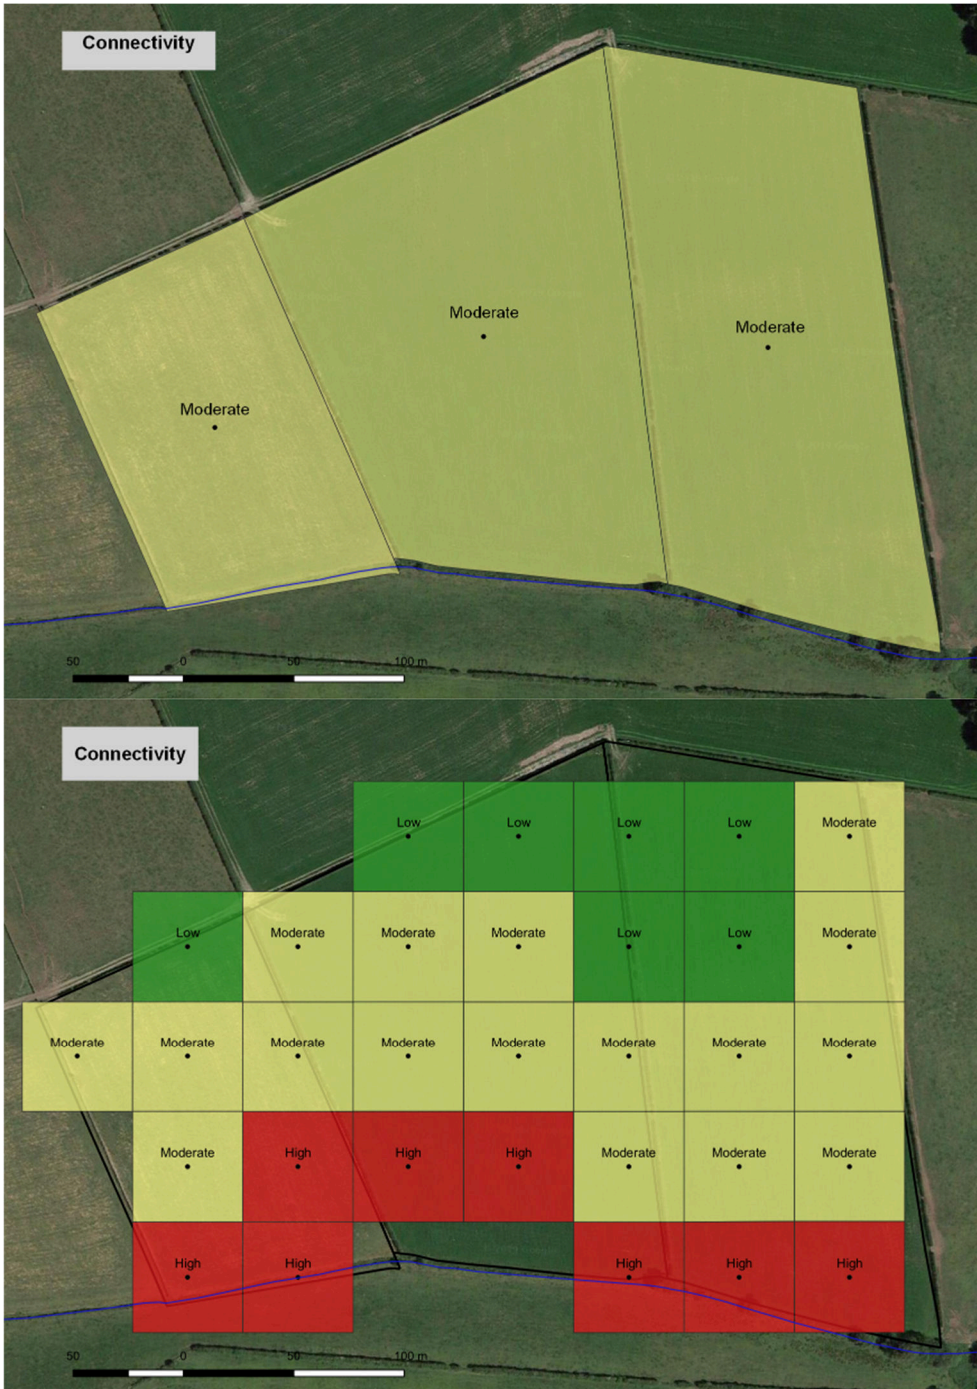 Connectivity
Moderate
Moderate
Moderate
50 0 50 100 m
Connectivity
Low Low Low Low Moderate
Low Moderate Moderate Moderate Low Low Moderate
Moderate Moderate Moderate Moderate Moderate Moderate Moderate Moderate
Moderate High High High Moderate Moderate Moderate
High High High High High
50 0 50 100 m